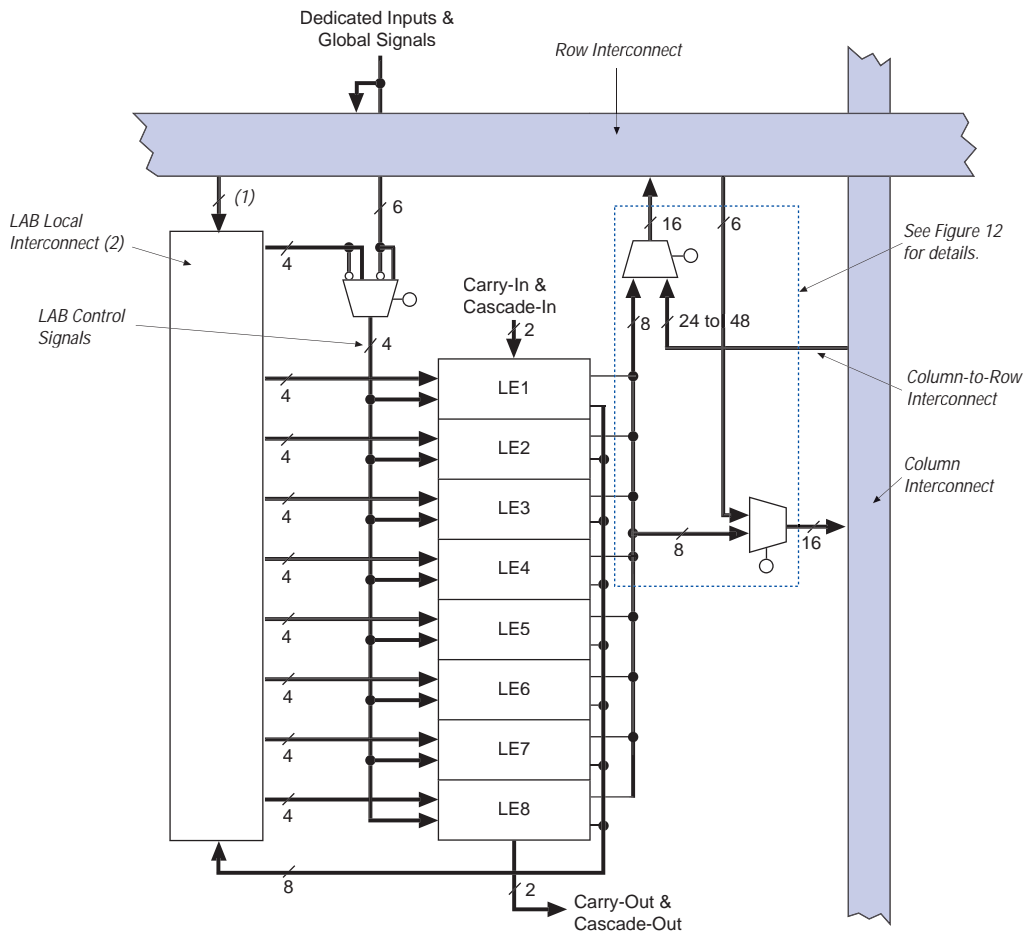 Dedicated Inputs &
Global Signals
Row Interconnect
(1)
6
16
6
LAB Local
Interconnect (2)
See Figure 12
for details.
4
Carry-In &
Cascade-In
LAB Control
Signals
4
2
8
24 to 48
LE1
4
Column-to-Row
Interconnect
LE2
4
Column
Interconnect
LE3
4
8
16
LE4
4
LE5
4
LE6
4
LE7
4
LE8
4
8
2
Carry-Out &
Cascade-Out